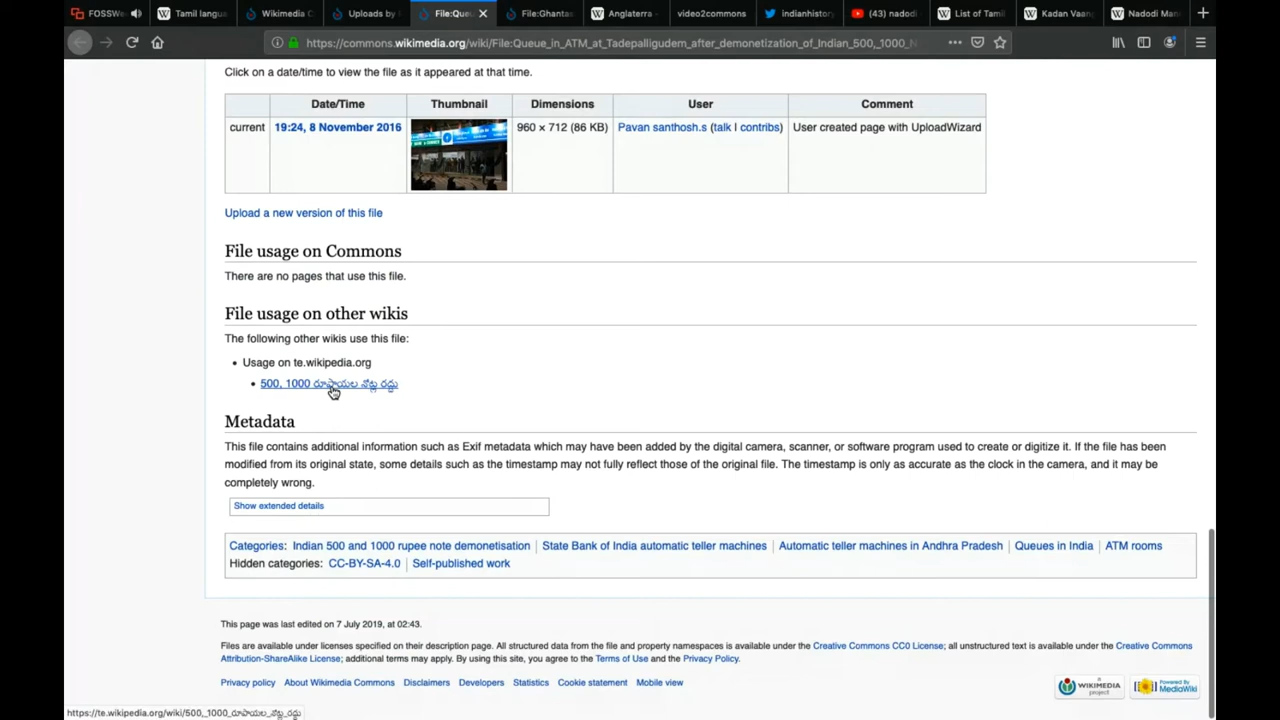 FOSSWe
Tamil langua
Wikimedia C
Uploads by
File:Que
File:Ghantas
Anglaterra -
video2commons
indianhistory
(43) nadodi
List of Tamil
Kadan Vaang
Nadodi Man
https://commons.wikimedia.org/wiki/File:Queue_in_ATM_at_Tadepalligudem_after_demonetization_of_Indian_500,_1000_N
Click on a date/time to view the file as it appeared at that time.
Date/Time Thumbnail Dimensions User Comment
current 19:24, 8 November 2016 960 × 712 (86 KB) Pavan santhosh.s (talk | contribs) User created page with UploadWizard
Upload a new version of this file
File usage on Commons
There are no pages that use this file.
File usage on other wikis
The following other wikis use this file:
• Usage on te.wikipedia.org
• 500, 1000 రూపాయల నోట్ల రద్దు
Metadata
This file contains additional information such as Exif metadata which may have been added by the digital camera, scanner, or software program used to create or digitize it. If the file has been
modified from its original state, some details such as the timestamp may not fully reflect those of the original file. The timestamp is only as accurate as the clock in the camera, and it may be
completely wrong.
Show extended details
Categories: Indian 500 and 1000 rupee note demonetisation | State Bank of India automatic teller machines | Automatic teller machines in Andhra Pradesh | Queues in India | ATM rooms
Hidden categories: CC-BY-SA-4.0 | Self-published work
This page was last edited on 7 July 2019, at 02:43.
Files are available under licenses specified on their description page. All structured data from the file and property namespaces is available under the Creative Commons CC0 License; all unstructured text is available under the Creative Commons
Attribution-ShareAlike License; additional terms may apply. By using this site, you agree to the Terms of Use and the Privacy Policy.
Privacy policy About Wikimedia Commons Disclaimers Developers Statistics Cookie statement Mobile view
A WIKIMEDIA project
Powered By MediaWiki
https://te.wikipedia.org/wiki/500,_1000_రూపాయల_నోట్ల_రద్దు